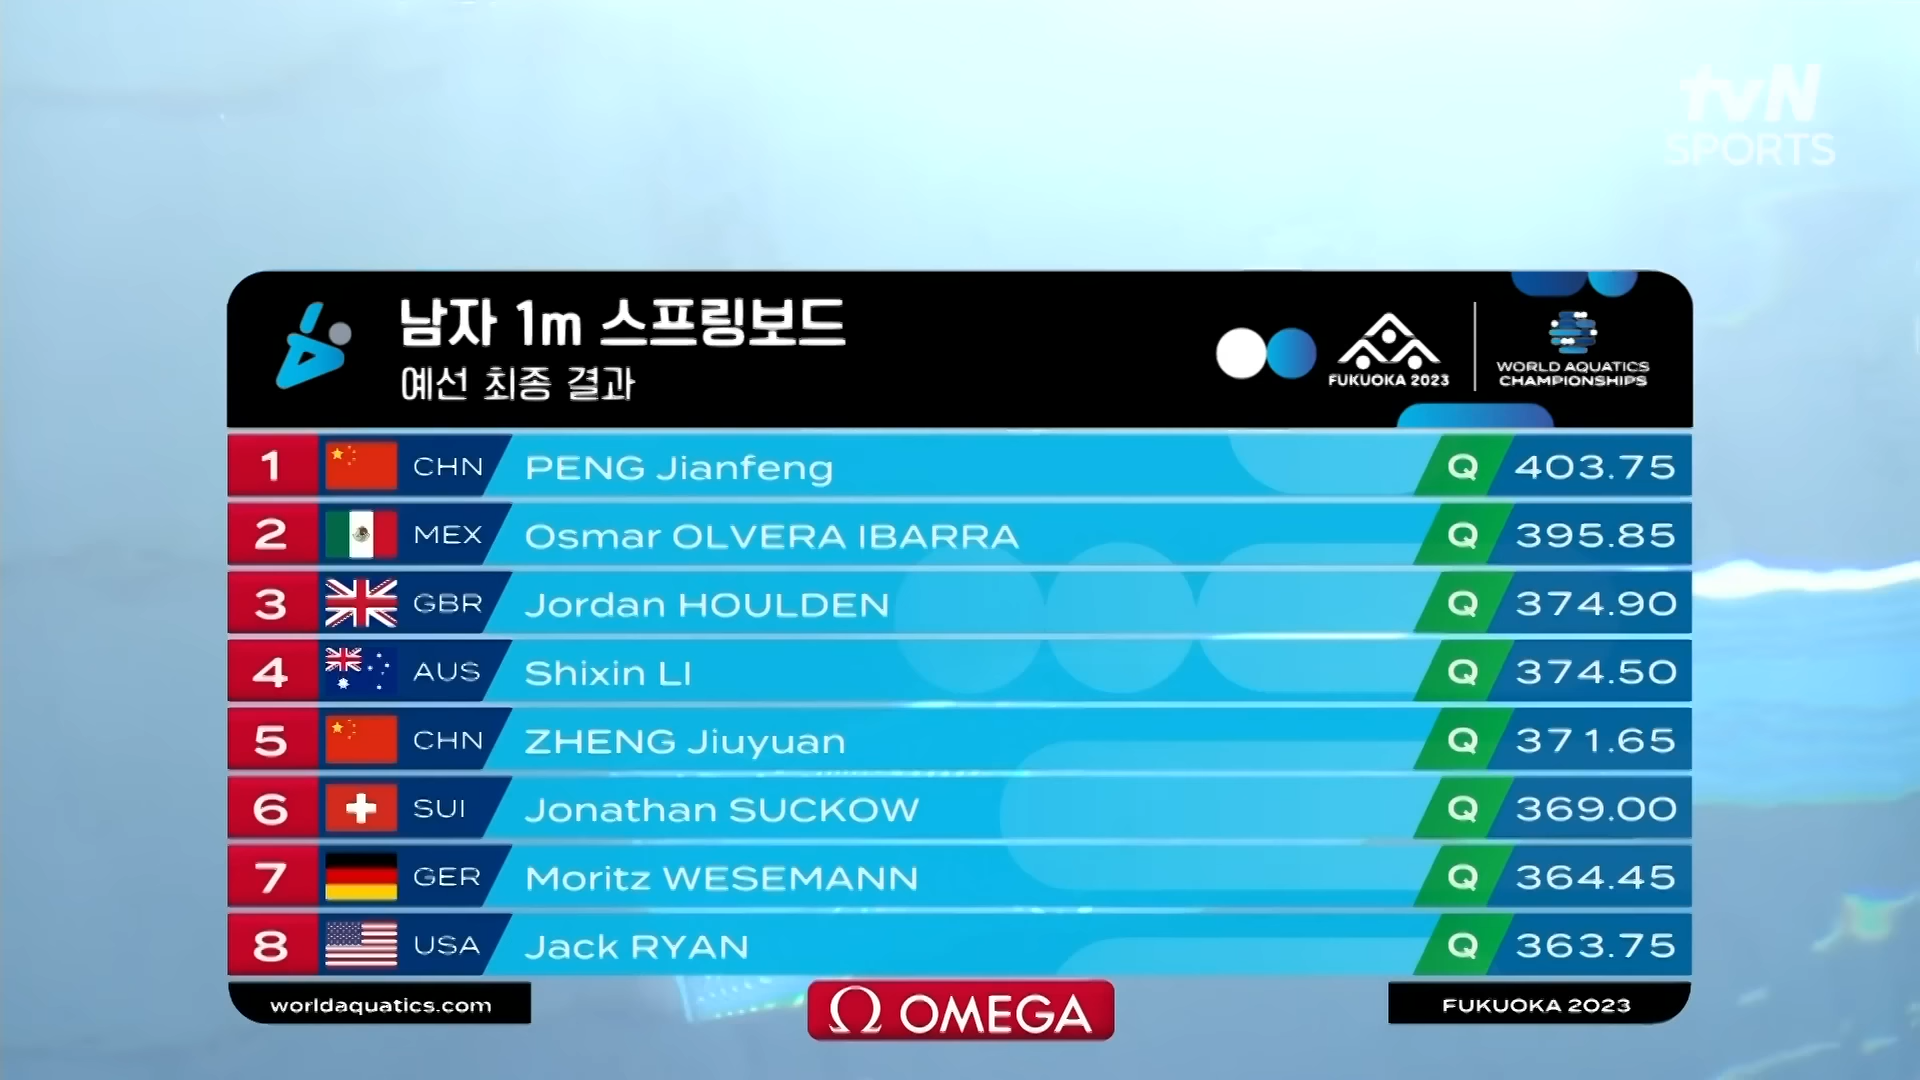 tvN
SPORTS
남자 1m 스프링보드
예선 최종 결과
FUKUOKA 2023
WORLD AQUATICS
CHAMPIONSHIPS
1 CHN PENG Jianfeng Q 403.75
2 MEX Osmar OLVERA IBARRA Q 395.85
3 GBR Jordan HOULDEN Q 374.90
4 AUS Shixin LI Q 374.50
5 CHN ZHENG Jiuyuan Q 371.65
6 SUI Jonathan SUCKOW Q 369.00
7 GER Moritz WESEMANN Q 364.45
8 USA Jack RYAN Q 363.75
worldaquatics.com
Ω OMEGA
FUKUOKA 2023